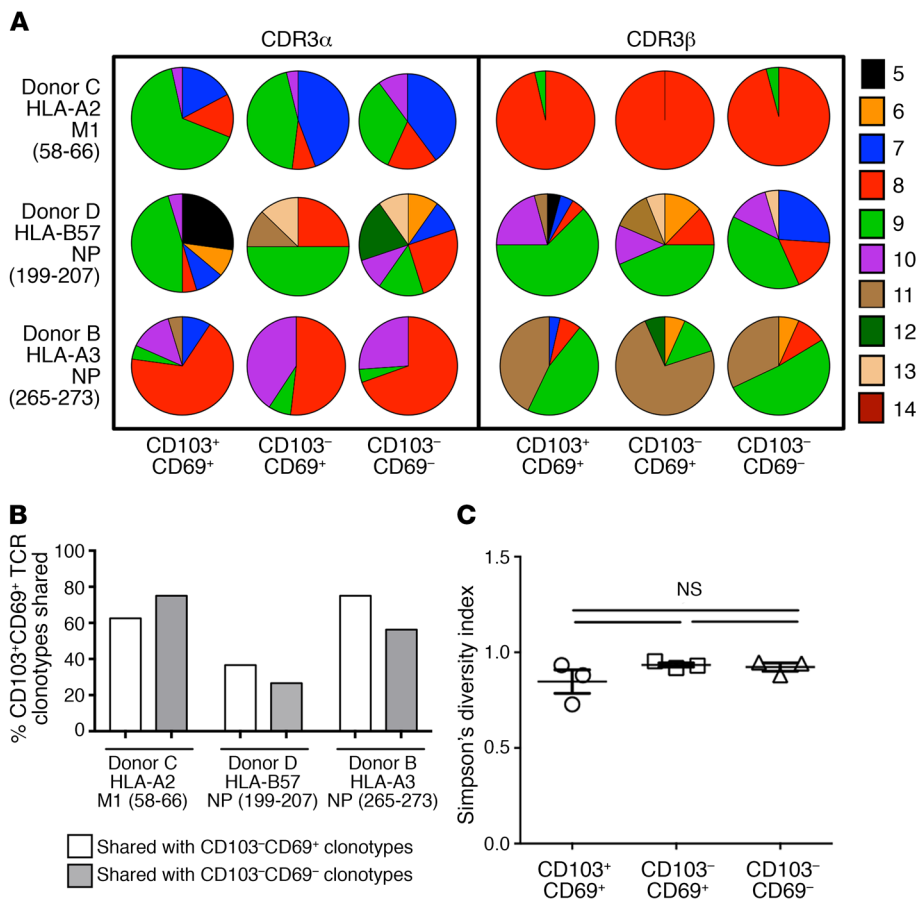 A
CDR3α
CDR3β
Donor C
HLA-A2
M1
(58-66)
Donor D
HLA-B57
NP
(199-207)
Donor B
HLA-A3
NP
(265-273)
5
6
7
8
9
10
11
12
13
14
CD103⁺
CD69⁺
CD103⁻
CD69⁺
CD103⁻
CD69⁻
CD103⁺
CD69⁺
CD103⁻
CD69⁺
CD103⁻
CD69⁻
B
% CD103⁺CD69⁺ TCR
clonotypes shared
100
80
60
40
20
0
Donor C
HLA-A2
M1 (58-66)
Donor D
HLA-B57
NP (199-207)
Donor B
HLA-A3
NP (265-273)
Shared with CD103⁻CD69⁺ clonotypes
Shared with CD103⁻CD69⁻ clonotypes
C
Simpson's diversity index
1.5
1.0
0.5
0.0
NS
CD103⁺
CD69⁺
CD103⁻
CD69⁺
CD103⁻
CD69⁻